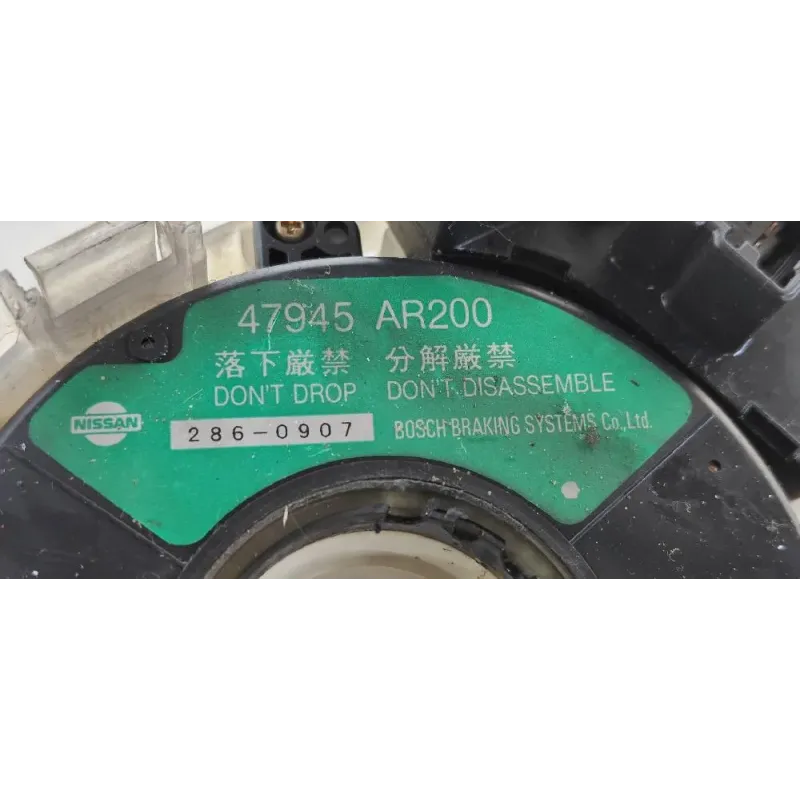 47945 AR200
落下厳禁 分解厳禁
DON'T DROP DON'T DISASSEMBLE
NISSAN
286-0907 BOSCH BRAKING SYSTEMS Co.,Ltd.